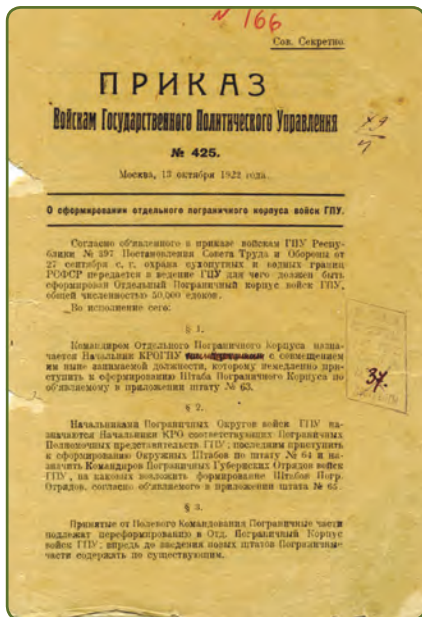 N 166
Сов. Секретно.
ПРИКАЗ
Войскам Государственного Политического Управления
№ 425.
Москва, 13 октября 1922 года.
О сформировании отдельного пограничного корпуса войск ГПУ.
Согласно об'явленного в приказе войскам ГПУ Респу-
блики № 397 Постановления Совета Труда и Обороны от
27 сентября с. г. охрана сухопутных и водных границ
РСФСР передается в ведение ГПУ для чего должен быть
сформирован Отдельный Пограничный корпус войск ГПУ,
общей численностью 50,000 едоков.
Во исполнение сего:
§ 1.
Командиром Отдельного Пограничного Корпуса назна-
чается Начальник КРОГПУ с совмещением
им ныне занимаемой должности, которому немедленно при-
ступить к сформированию Штаба Пограничного Корпуса по
об'являемому в приложении штату № 63.
§ 2.
Начальниками Пограничных Округов войск ГПУ на-
значаются Начальники КРО соответствующих Пограничных
Полномочных представительств ГПУ; последним приступить
к сформированию Окружных Штабов по штату № 64 и на-
значить Командиров Пограничных Губернских Отрядов войск
ГПУ, на каковых возложить формирование Штабов Погр.
Отрядов, согласно об'являемого в приложении штата № 65.
§ 3.
Принятые от Полевого Командования Пограничные части
подлежат переформированию в Отд. Пограничный Корпус
войск ГПУ; впредь до введения новых штатов Пограничные
части содержать по существующим.
37.